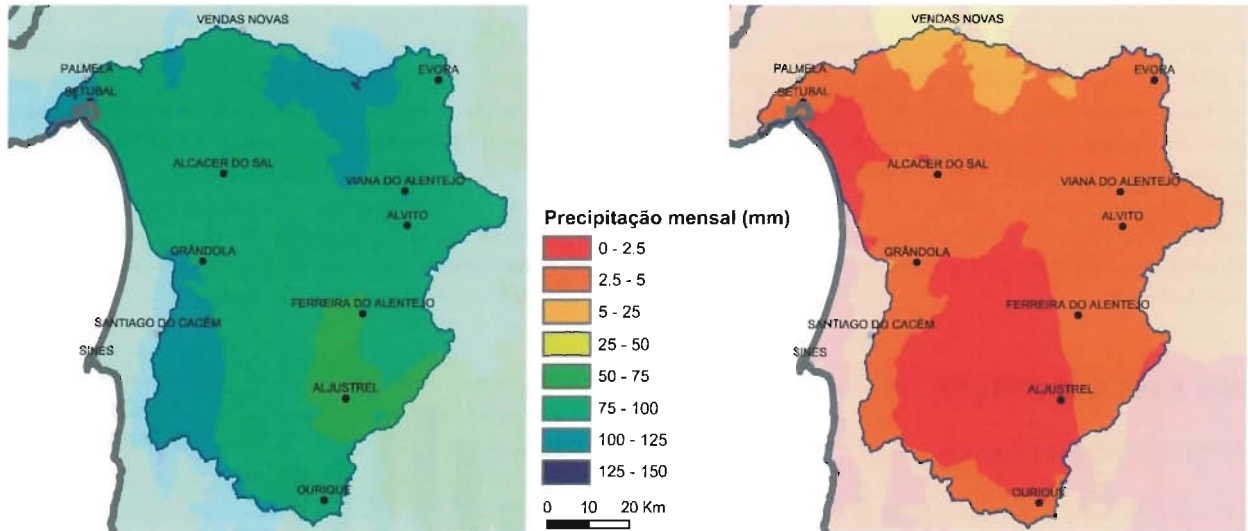 VENDAS NOVAS
PALMELA
SETUBAL
EVORA
ALCACER DO SAL
VIANA DO ALENTEJO
ALVITO
GRÂNDOLA
FERREIRA DO ALENTEJO
SANTIAGO DO CACÉM
SINES
ALJUSTREL
OURIQUE
Precipitação mensal (mm)
0 - 2.5
2.5 - 5
5 - 25
25 - 50
50 - 75
75 - 100
100 - 125
125 - 150
0 10 20 Km
VENDAS NOVAS
PALMELA
SETUBAL
EVORA
ALCACER DO SAL
VIANA DO ALENTEJO
ALVITO
GRÂNDOLA
FERREIRA DO ALENTEJO
SANTIAGO DO CACÉM
SINES
ALJUSTREL
OURIQUE